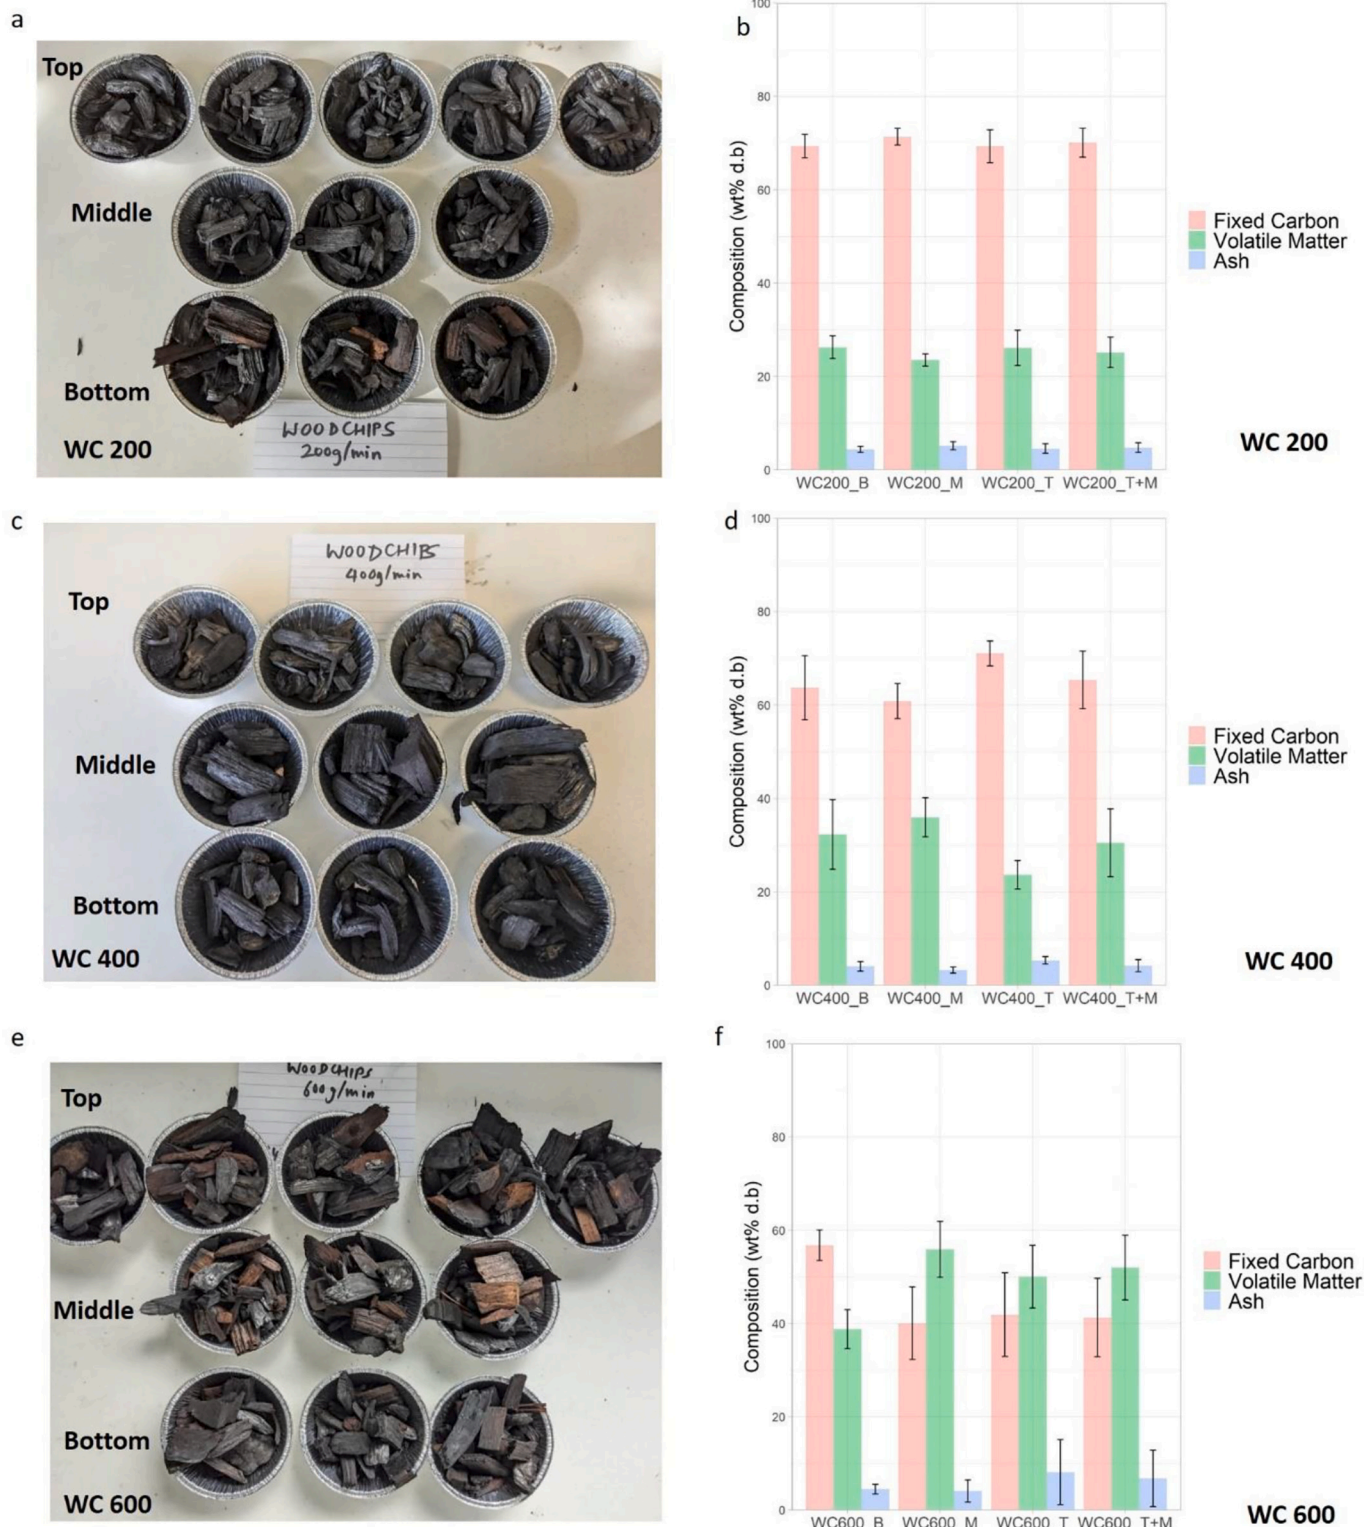 a
Top
Middle
a
Bottom
WC 200
WOODCHIPS
200g/min
b
100
80
60
40
20
0
Composition (wt% d.b)
WC200_B WC200_M WC200_T WC200_T+M
Fixed Carbon
Volatile Matter
Ash
WC 200
c
WOODCHIPS
400g/min
Top
Middle
Bottom
WC 400
d
100
80
60
40
20
0
Composition (wt% d.b)
WC400_B WC400_M WC400_T WC400_T+M
Fixed Carbon
Volatile Matter
Ash
WC 400
e
WOODCHIPS
600g/min
Top
Middle
Bottom
WC 600
f
100
80
60
40
20
0
Composition (wt% d.b)
WC600_B WC600_M WC600_T WC600_T+M
Fixed Carbon
Volatile Matter
Ash
WC 600